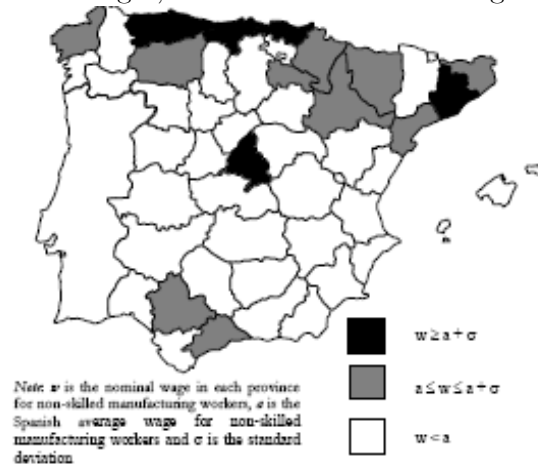 w ≥ a + σ
a ≤ w ≤ a + σ
w < a
Note: w is the nominal wage in each province
for non-skilled manufacturing workers, a is the
Spanish average wage for non-skilled
manufacturing workers and σ is the standard
deviation